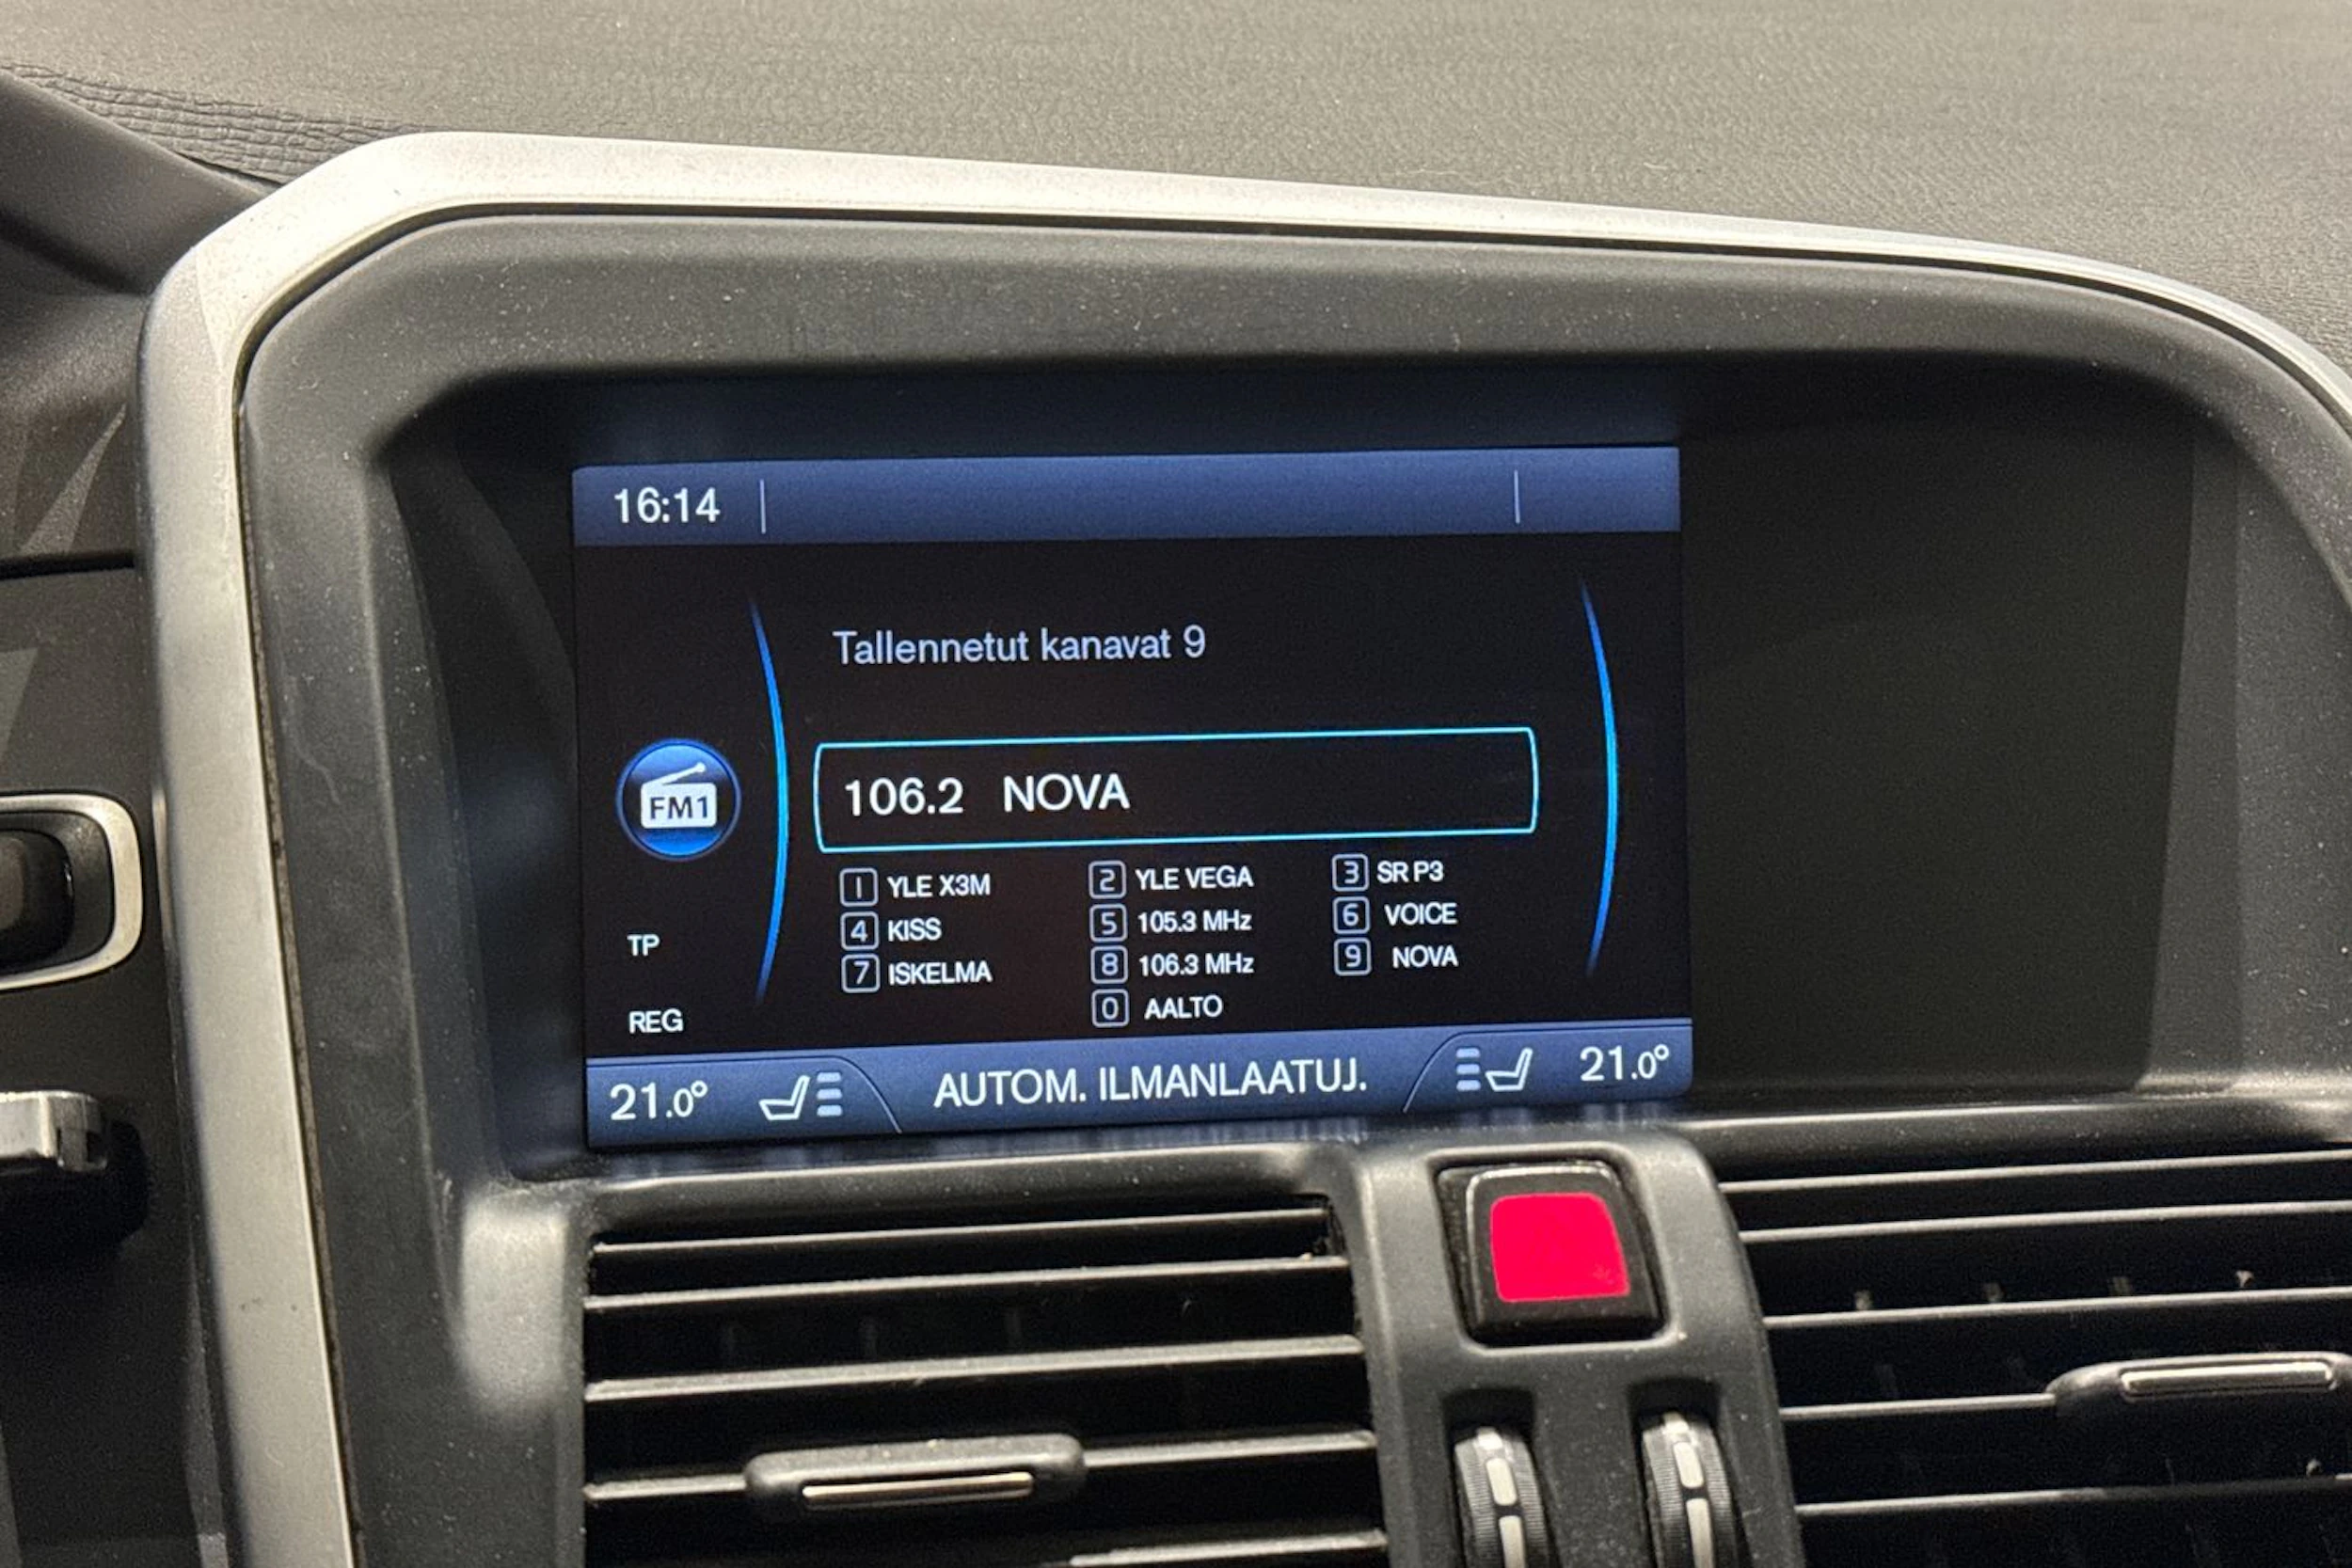 16:14
Tallennetut kanavat 9
FM1
106.2 NOVA
1 YLE X3M 2 YLE VEGA 3 SR P3
4 KISS 5 105.3 MHz 6 VOICE
7 ISKELMA 8 106.3 MHz 9 NOVA
0 AALTO
TP
REG
21.0° AUTOM. ILMANLAATUJ. 21.0°